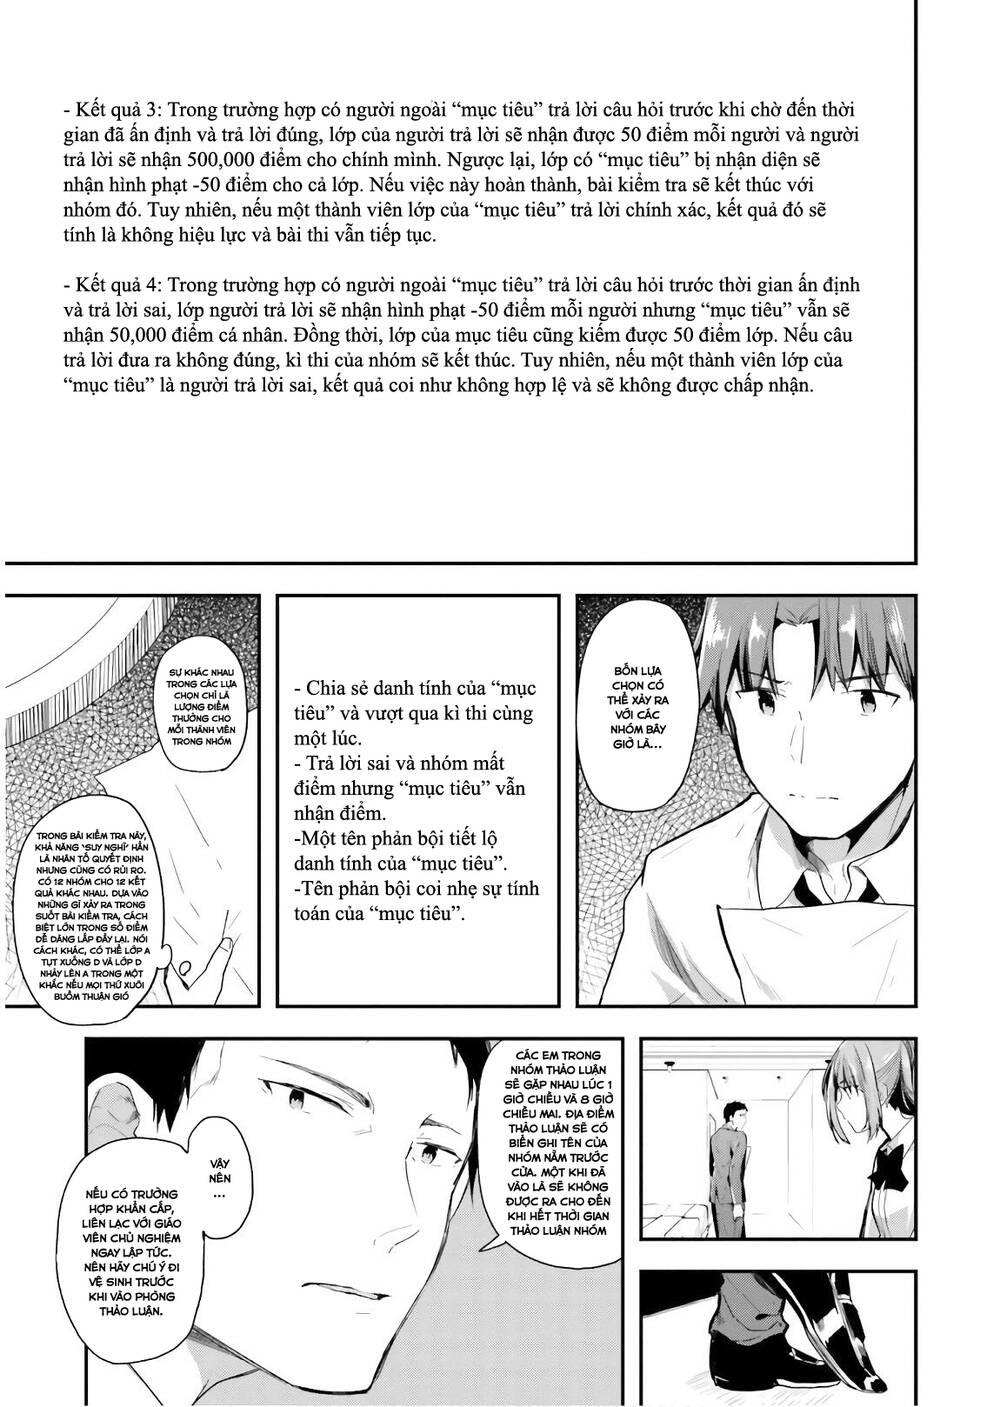 - Kết quả 3: Trong trường hợp có người ngoài “mục tiêu” trả lời câu hỏi trước khi chờ đến thời
gian đã ấn định và trả lời đúng, lớp của người trả lời sẽ nhận được 50 điểm mỗi người và người
trả lời sẽ nhận 500,000 điểm cho chính mình. Ngược lại, lớp có “mục tiêu” bị nhận diện sẽ
nhận hình phạt -50 điểm cho cả lớp. Nếu việc này hoàn thành, bài kiểm tra sẽ kết thúc với
nhóm đó. Tuy nhiên, nếu một thành viên lớp của “mục tiêu” trả lời chính xác, kết quả đó sẽ
tính là không hiệu lực và bài thi vẫn tiếp tục.
- Kết quả 4: Trong trường hợp có người ngoài “mục tiêu” trả lời câu hỏi trước thời gian ấn định
và trả lời sai, lớp người trả lời sẽ nhận hình phạt -50 điểm mỗi người nhưng “mục tiêu” vẫn sẽ
nhận 50,000 điểm cá nhân. Đồng thời, lớp của mục tiêu cũng kiếm được 50 điểm lớp. Nếu câu
trả lời đưa ra không đúng, kì thi của nhóm sẽ kết thúc. Tuy nhiên, nếu một thành viên lớp của
“mục tiêu” là người trả lời sai, kết quả coi như không hợp lệ và sẽ không được chấp nhận.
BỐN LỰA
CHỌN CÓ
THỂ XẢY RA
VỚI CÁC
NHÓM BÂY
GIỜ LÀ...
- Chia sẻ danh tính của “mục
tiêu” và vượt qua kì thi cùng
một lúc.
- Trả lời sai và nhóm mất
điểm nhưng “mục tiêu” vẫn
nhận điểm.
-Một tên phản bội tiết lộ
danh tính của “mục tiêu”.
-Tên phản bội coi nhẹ sự tính
toán của “mục tiêu”.
SỰ KHÁC NHAU
TRONG CÁC LỰA
CHỌN CHỈ LÀ
LƯỢNG ĐIỂM
THƯỞNG CHO
MỖI THÀNH VIÊN
TRONG NHÓM
TRONG BÀI KIỂM TRA NÀY,
KHẢ NĂNG 'SUY NGHĨ' HẲN
LÀ NHÂN TỐ QUYẾT ĐỊNH
NHƯNG CŨNG CÓ RỦI RO.
CÓ 12 NHÓM CHO 12 KẾT
QUẢ KHÁC NHAU. DỰA VÀO
NHỮNG GÌ XẢY RA TRONG
SUỐT BÀI KIỂM TRA, CÁCH
BIỆT LỚN TRONG SỐ ĐIỂM
DỄ DÀNG LẤP ĐẦY LẠI. NÓI
CÁCH KHÁC, CÓ THỂ LỚP A
TỤT XUỐNG D VÀ LỚP D
NHẢY LÊN A TRONG MỘT
KHẮC NẾU MỌI THỨ XUÔI
BUỒM THUẬN GIÓ
CÁC EM TRONG
NHÓM THẢO LUẬN
SẼ GẶP NHAU LÚC 1
GIỜ CHIỀU VÀ 8 GIỜ
CHIỀU MAI. ĐỊA ĐIỂM
THẢO LUẬN SẼ CÓ
BIỂN GHI TÊN CỦA
NHÓM NẰM TRƯỚC
CỬA. MỘT KHI ĐÃ
VÀO LÀ SẼ KHÔNG
ĐƯỢC RA CHO ĐẾN
KHI HẾT THỜI GIAN
THẢO LUẬN NHÓM
VẬY
NÊN
...
NẾU CÓ TRƯỜNG
HỢP KHẨN CẤP,
LIÊN LẠC VỚI GIÁO
VIÊN CHỦ NGHIỆM
NGAY LẬP TỨC.
NÊN HÃY CHÚ Ý ĐI
VỆ SINH TRƯỚC
KHI VÀO PHÒNG
THẢO LUẬN.